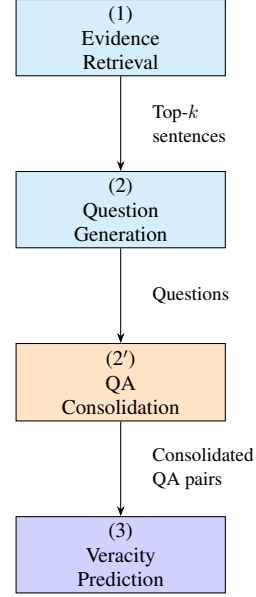 (1)
Evidence
Retrieval
Top-k
sentences
(2)
Question
Generation
Questions
(2′)
QA
Consolidation
Consolidated
QA pairs
(3)
Veracity
Prediction